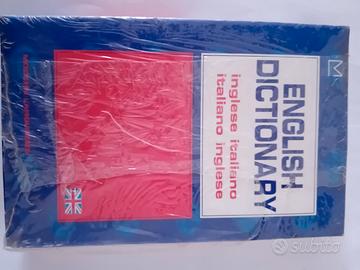 ENGLISH
DICTIONARY
inglese italiano
italiano inglese
subito